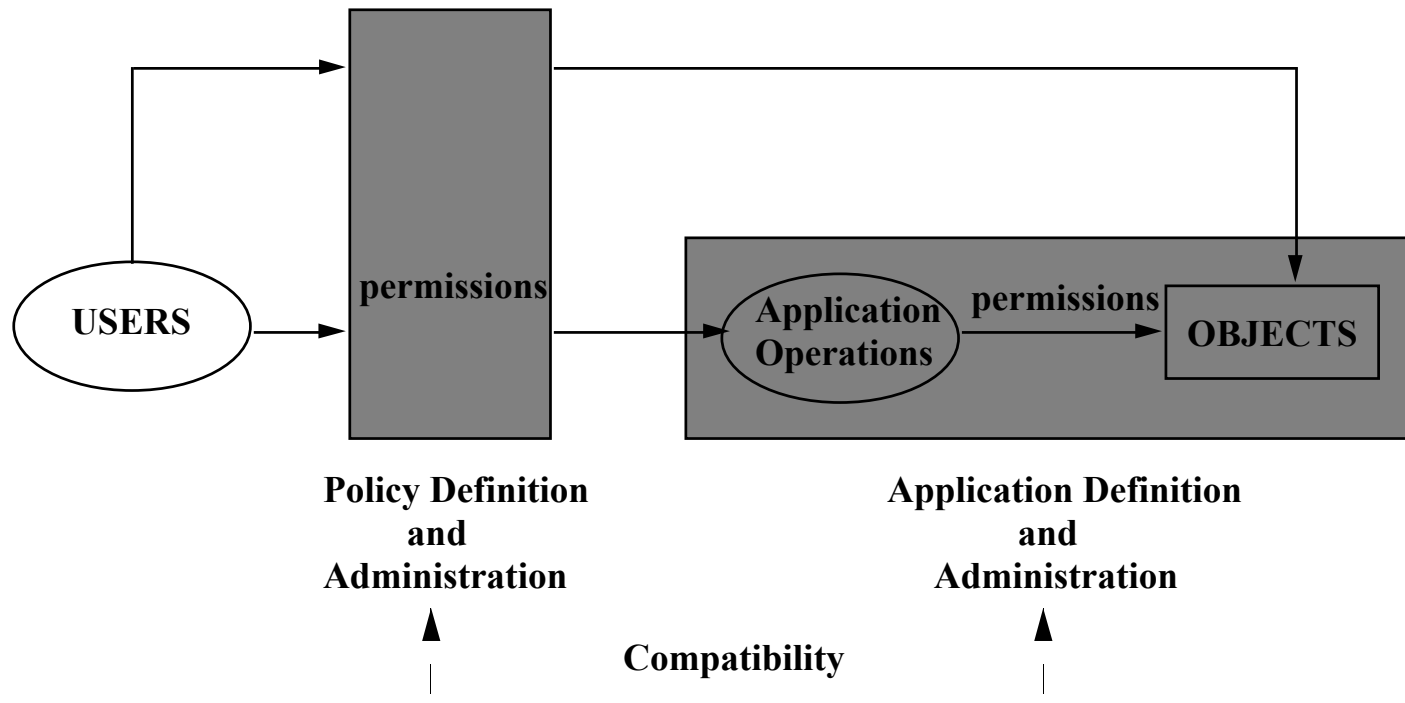 permissions
USERS
Application
Operations
permissions
OBJECTS
Policy Definition
and
Administration
Application Definition
and
Administration
Compatibility